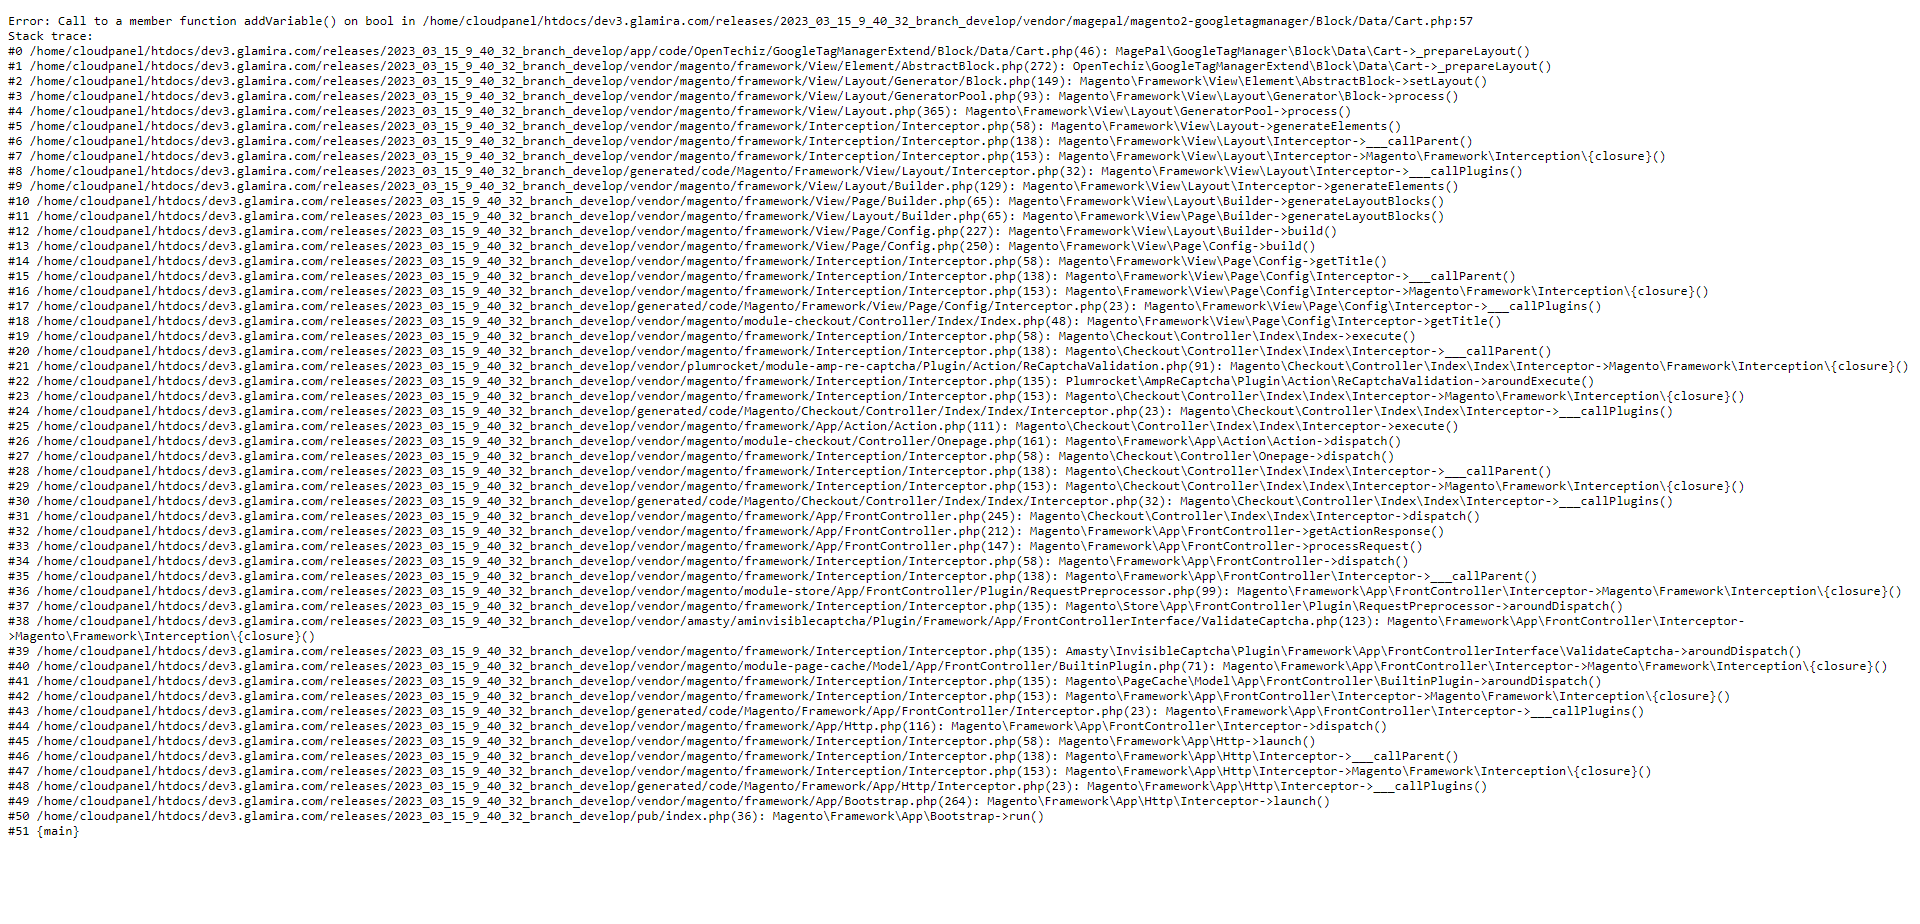 Error: Call to a member function addVariable() on bool in /home/cloudpanel/htdocs/dev3.glamira.com/releases/2023_03_15_9_40_32_branch_develop/vendor/magepal/magento2-googletagmanager/Block/Data/Cart.php:57
Stack trace:
#0 /home/cloudpanel/htdocs/dev3.glamira.com/releases/2023_03_15_9_40_32_branch_develop/app/code/OpenTechiz/GoogleTagManagerExtend/Block/Data/Cart.php(46): MagePal\GoogleTagManager\Block\Data\Cart->_prepareLayout()
#1 /home/cloudpanel/htdocs/dev3.glamira.com/releases/2023_03_15_9_40_32_branch_develop/vendor/magento/framework/View/Element/AbstractBlock.php(272): OpenTechiz\GoogleTagManagerExtend\Block\Data\Cart->_prepareLayout()
#2 /home/cloudpanel/htdocs/dev3.glamira.com/releases/2023_03_15_9_40_32_branch_develop/vendor/magento/framework/View/Layout/Generator/Block.php(149): Magento\Framework\View\Element\AbstractBlock->setLayout()
#3 /home/cloudpanel/htdocs/dev3.glamira.com/releases/2023_03_15_9_40_32_branch_develop/vendor/magento/framework/View/Layout/GeneratorPool.php(93): Magento\Framework\View\Layout\Generator\Block->process()
#4 /home/cloudpanel/htdocs/dev3.glamira.com/releases/2023_03_15_9_40_32_branch_develop/vendor/magento/framework/View/Layout.php(365): Magento\Framework\View\Layout\GeneratorPool->process()
#5 /home/cloudpanel/htdocs/dev3.glamira.com/releases/2023_03_15_9_40_32_branch_develop/vendor/magento/framework/Interception/Interceptor.php(58): Magento\Framework\View\Layout->generateElements()
#6 /home/cloudpanel/htdocs/dev3.glamira.com/releases/2023_03_15_9_40_32_branch_develop/vendor/magento/framework/Interception/Interceptor.php(138): Magento\Framework\View\Layout\Interceptor->___callParent()
#7 /home/cloudpanel/htdocs/dev3.glamira.com/releases/2023_03_15_9_40_32_branch_develop/vendor/magento/framework/Interception/Interceptor.php(153): Magento\Framework\View\Layout\Interceptor->Magento\Framework\Interception\{closure}()
#8 /home/cloudpanel/htdocs/dev3.glamira.com/releases/2023_03_15_9_40_32_branch_develop/generated/code/Magento/Framework/View/Layout/Interceptor.php(32): Magento\Framework\View\Layout\Interceptor->___callPlugins()
#9 /home/cloudpanel/htdocs/dev3.glamira.com/releases/2023_03_15_9_40_32_branch_develop/vendor/magento/framework/View/Layout/Builder.php(129): Magento\Framework\View\Layout\Interceptor->generateElements()
#10 /home/cloudpanel/htdocs/dev3.glamira.com/releases/2023_03_15_9_40_32_branch_develop/vendor/magento/framework/View/Page/Builder.php(65): Magento\Framework\View\Layout\Builder->generateLayoutBlocks()
#11 /home/cloudpanel/htdocs/dev3.glamira.com/releases/2023_03_15_9_40_32_branch_develop/vendor/magento/framework/View/Layout/Builder.php(65): Magento\Framework\View\Page\Builder->generateLayoutBlocks()
#12 /home/cloudpanel/htdocs/dev3.glamira.com/releases/2023_03_15_9_40_32_branch_develop/vendor/magento/framework/View/Page/Config.php(227): Magento\Framework\View\Layout\Builder->build()
#13 /home/cloudpanel/htdocs/dev3.glamira.com/releases/2023_03_15_9_40_32_branch_develop/vendor/magento/framework/View/Page/Config.php(250): Magento\Framework\View\Page\Config->build()
#14 /home/cloudpanel/htdocs/dev3.glamira.com/releases/2023_03_15_9_40_32_branch_develop/vendor/magento/framework/Interception/Interceptor.php(58): Magento\Framework\View\Page\Config->getTitle()
#15 /home/cloudpanel/htdocs/dev3.glamira.com/releases/2023_03_15_9_40_32_branch_develop/vendor/magento/framework/Interception/Interceptor.php(138): Magento\Framework\View\Page\Config\Interceptor->___callParent()
#16 /home/cloudpanel/htdocs/dev3.glamira.com/releases/2023_03_15_9_40_32_branch_develop/vendor/magento/framework/Interception/Interceptor.php(153): Magento\Framework\View\Page\Config\Interceptor->Magento\Framework\Interception\{closure}()
#17 /home/cloudpanel/htdocs/dev3.glamira.com/releases/2023_03_15_9_40_32_branch_develop/generated/code/Magento/Framework/View/Page/Config/Interceptor.php(23): Magento\Framework\View\Page\Config\Interceptor->___callPlugins()
#18 /home/cloudpanel/htdocs/dev3.glamira.com/releases/2023_03_15_9_40_32_branch_develop/vendor/magento/module-checkout/Controller/Index/Index.php(48): Magento\Framework\View\Page\Config\Interceptor->getTitle()
#19 /home/cloudpanel/htdocs/dev3.glamira.com/releases/2023_03_15_9_40_32_branch_develop/vendor/magento/framework/Interception/Interceptor.php(58): Magento\Checkout\Controller\Index\Index->execute()
#20 /home/cloudpanel/htdocs/dev3.glamira.com/releases/2023_03_15_9_40_32_branch_develop/vendor/magento/framework/Interception/Interceptor.php(138): Magento\Checkout\Controller\Index\Index\Interceptor->___callParent()
#21 /home/cloudpanel/htdocs/dev3.glamira.com/releases/2023_03_15_9_40_32_branch_develop/vendor/plumrocket/module-amp-re-captcha/Plugin/Action/ReCaptchaValidation.php(91): Magento\Checkout\Controller\Index\Index\Interceptor->Magento\Framework\Interception\{closure}()
#22 /home/cloudpanel/htdocs/dev3.glamira.com/releases/2023_03_15_9_40_32_branch_develop/vendor/magento/framework/Interception/Interceptor.php(135): Plumrocket\AmpReCaptcha\Plugin\Action\ReCaptchaValidation->aroundExecute()
#23 /home/cloudpanel/htdocs/dev3.glamira.com/releases/2023_03_15_9_40_32_branch_develop/vendor/magento/framework/Interception/Interceptor.php(153): Magento\Checkout\Controller\Index\Index\Interceptor->Magento\Framework\Interception\{closure}()
#24 /home/cloudpanel/htdocs/dev3.glamira.com/releases/2023_03_15_9_40_32_branch_develop/generated/code/Magento/Checkout/Controller/Index/Index/Interceptor.php(23): Magento\Checkout\Controller\Index\Index\Interceptor->___callPlugins()
#25 /home/cloudpanel/htdocs/dev3.glamira.com/releases/2023_03_15_9_40_32_branch_develop/vendor/magento/framework/App/Action/Action.php(111): Magento\Checkout\Controller\Index\Index\Interceptor->execute()
#26 /home/cloudpanel/htdocs/dev3.glamira.com/releases/2023_03_15_9_40_32_branch_develop/vendor/magento/module-checkout/Controller/Onepage.php(161): Magento\Framework\App\Action\Action->dispatch()
#27 /home/cloudpanel/htdocs/dev3.glamira.com/releases/2023_03_15_9_40_32_branch_develop/vendor/magento/framework/Interception/Interceptor.php(58): Magento\Checkout\Controller\Onepage->dispatch()
#28 /home/cloudpanel/htdocs/dev3.glamira.com/releases/2023_03_15_9_40_32_branch_develop/vendor/magento/framework/Interception/Interceptor.php(138): Magento\Checkout\Controller\Index\Index\Interceptor->___callParent()
#29 /home/cloudpanel/htdocs/dev3.glamira.com/releases/2023_03_15_9_40_32_branch_develop/vendor/magento/framework/Interception/Interceptor.php(153): Magento\Checkout\Controller\Index\Index\Interceptor->Magento\Framework\Interception\{closure}()
#30 /home/cloudpanel/htdocs/dev3.glamira.com/releases/2023_03_15_9_40_32_branch_develop/generated/code/Magento/Checkout/Controller/Index/Index/Interceptor.php(32): Magento\Checkout\Controller\Index\Index\Interceptor->___callPlugins()
#31 /home/cloudpanel/htdocs/dev3.glamira.com/releases/2023_03_15_9_40_32_branch_develop/vendor/magento/framework/App/FrontController.php(245): Magento\Checkout\Controller\Index\Index\Interceptor->dispatch()
#32 /home/cloudpanel/htdocs/dev3.glamira.com/releases/2023_03_15_9_40_32_branch_develop/vendor/magento/framework/App/FrontController.php(212): Magento\Framework\App\FrontController->getActionResponse()
#33 /home/cloudpanel/htdocs/dev3.glamira.com/releases/2023_03_15_9_40_32_branch_develop/vendor/magento/framework/App/FrontController.php(147): Magento\Framework\App\FrontController->processRequest()
#34 /home/cloudpanel/htdocs/dev3.glamira.com/releases/2023_03_15_9_40_32_branch_develop/vendor/magento/framework/Interception/Interceptor.php(58): Magento\Framework\App\FrontController->dispatch()
#35 /home/cloudpanel/htdocs/dev3.glamira.com/releases/2023_03_15_9_40_32_branch_develop/vendor/magento/framework/Interception/Interceptor.php(138): Magento\Framework\App\FrontController\Interceptor->___callParent()
#36 /home/cloudpanel/htdocs/dev3.glamira.com/releases/2023_03_15_9_40_32_branch_develop/vendor/magento/module-store/App/FrontController/Plugin/RequestPreprocessor.php(99): Magento\Framework\App\FrontController\Interceptor->Magento\Framework\Interception\{closure}()
#37 /home/cloudpanel/htdocs/dev3.glamira.com/releases/2023_03_15_9_40_32_branch_develop/vendor/magento/framework/Interception/Interceptor.php(135): Magento\Store\App\FrontController\Plugin\RequestPreprocessor->aroundDispatch()
#38 /home/cloudpanel/htdocs/dev3.glamira.com/releases/2023_03_15_9_40_32_branch_develop/vendor/amasty/aminvisiblecaptcha/Plugin/Framework/App/FrontControllerInterface/ValidateCaptcha.php(123): Magento\Framework\App\FrontController\Interceptor-
>Magento\Framework\Interception\{closure}()
#39 /home/cloudpanel/htdocs/dev3.glamira.com/releases/2023_03_15_9_40_32_branch_develop/vendor/magento/framework/Interception/Interceptor.php(135): Amasty\InvisibleCaptcha\Plugin\Framework\App\FrontControllerInterface\ValidateCaptcha->aroundDispatch()
#40 /home/cloudpanel/htdocs/dev3.glamira.com/releases/2023_03_15_9_40_32_branch_develop/vendor/magento/module-page-cache/Model/App/FrontController/BuiltinPlugin.php(71): Magento\Framework\App\FrontController\Interceptor->Magento\Framework\Interception\{closure}()
#41 /home/cloudpanel/htdocs/dev3.glamira.com/releases/2023_03_15_9_40_32_branch_develop/vendor/magento/framework/Interception/Interceptor.php(135): Magento\PageCache\Model\App\FrontController\BuiltinPlugin->aroundDispatch()
#42 /home/cloudpanel/htdocs/dev3.glamira.com/releases/2023_03_15_9_40_32_branch_develop/vendor/magento/framework/Interception/Interceptor.php(153): Magento\Framework\App\FrontController\Interceptor->Magento\Framework\Interception\{closure}()
#43 /home/cloudpanel/htdocs/dev3.glamira.com/releases/2023_03_15_9_40_32_branch_develop/generated/code/Magento/Framework/App/FrontController/Interceptor.php(23): Magento\Framework\App\FrontController\Interceptor->___callPlugins()
#44 /home/cloudpanel/htdocs/dev3.glamira.com/releases/2023_03_15_9_40_32_branch_develop/vendor/magento/framework/App/Http.php(116): Magento\Framework\App\FrontController\Interceptor->dispatch()
#45 /home/cloudpanel/htdocs/dev3.glamira.com/releases/2023_03_15_9_40_32_branch_develop/vendor/magento/framework/Interception/Interceptor.php(58): Magento\Framework\App\Http->launch()
#46 /home/cloudpanel/htdocs/dev3.glamira.com/releases/2023_03_15_9_40_32_branch_develop/vendor/magento/framework/Interception/Interceptor.php(138): Magento\Framework\App\Http\Interceptor->___callParent()
#47 /home/cloudpanel/htdocs/dev3.glamira.com/releases/2023_03_15_9_40_32_branch_develop/vendor/magento/framework/Interception/Interceptor.php(153): Magento\Framework\App\Http\Interceptor->Magento\Framework\Interception\{closure}()
#48 /home/cloudpanel/htdocs/dev3.glamira.com/releases/2023_03_15_9_40_32_branch_develop/generated/code/Magento/Framework/App/Http/Interceptor.php(23): Magento\Framework\App\Http\Interceptor->___callPlugins()
#49 /home/cloudpanel/htdocs/dev3.glamira.com/releases/2023_03_15_9_40_32_branch_develop/vendor/magento/framework/App/Bootstrap.php(264): Magento\Framework\App\Http\Interceptor->launch()
#50 /home/cloudpanel/htdocs/dev3.glamira.com/releases/2023_03_15_9_40_32_branch_develop/pub/index.php(36): Magento\Framework\App\Bootstrap->run()
#51 {main}